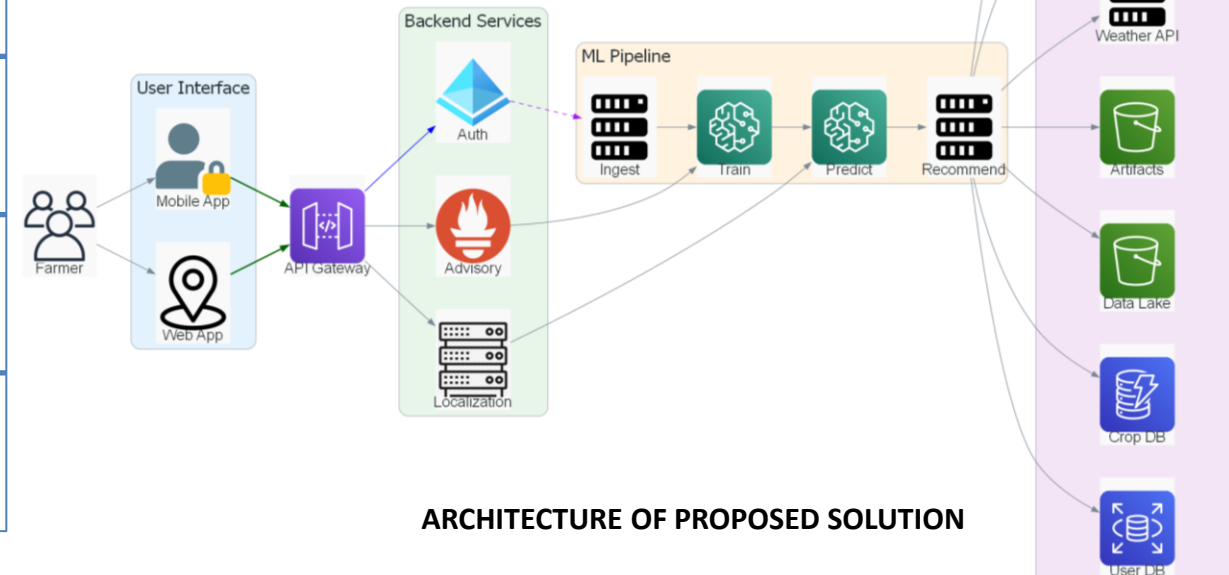 Backend Services
ML Pipeline
User Interface
Auth
Ingest
Train
Predict
Recommend
Weather API
Artifacts
Mobile App
Farmer
API Gateway
Advisory
Data Lake
Web App
Localization
Crop DB
ARCHITECTURE OF PROPOSED SOLUTION
User DB